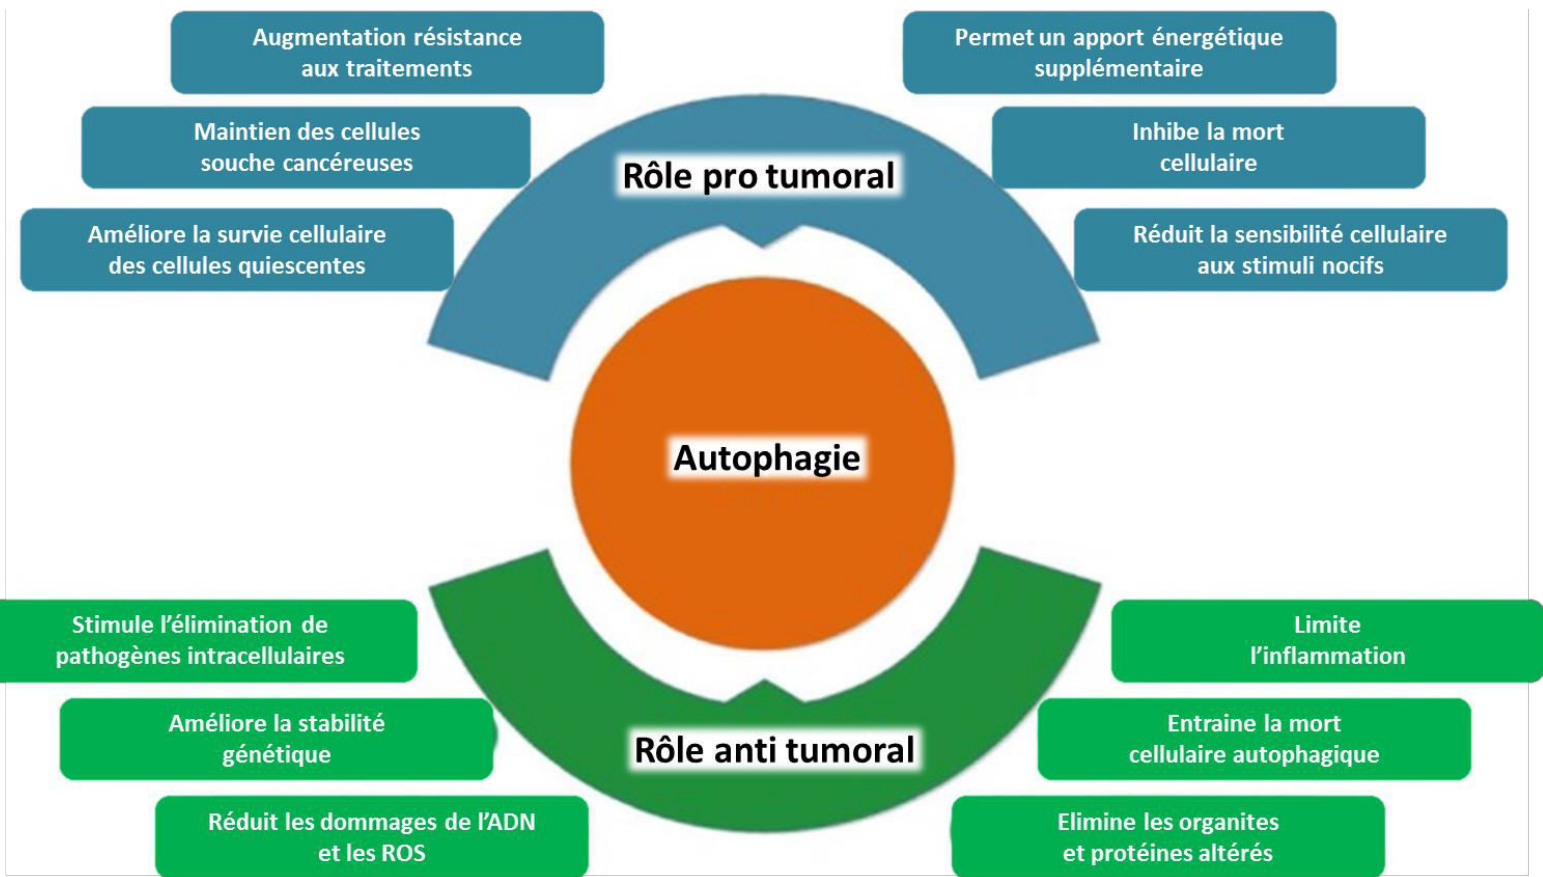 Augmentation résistance
aux traitements
Permet un apport énergétique
supplémentaire
Maintien des cellules
souche cancéreuses
Inhibe la mort
cellulaire
Rôle pro tumoral
Améliore la survie cellulaire
des cellules quiescentes
Réduit la sensibilité cellulaire
aux stimuli nocifs
Autophagie
Stimule l’élimination de
pathogènes intracellulaires
Limite
l’inflammation
Améliore la stabilité
génétique
Entraine la mort
cellulaire autophagique
Rôle anti tumoral
Réduit les dommages de l’ADN
et les ROS
Elimine les organites
et protéines altérés